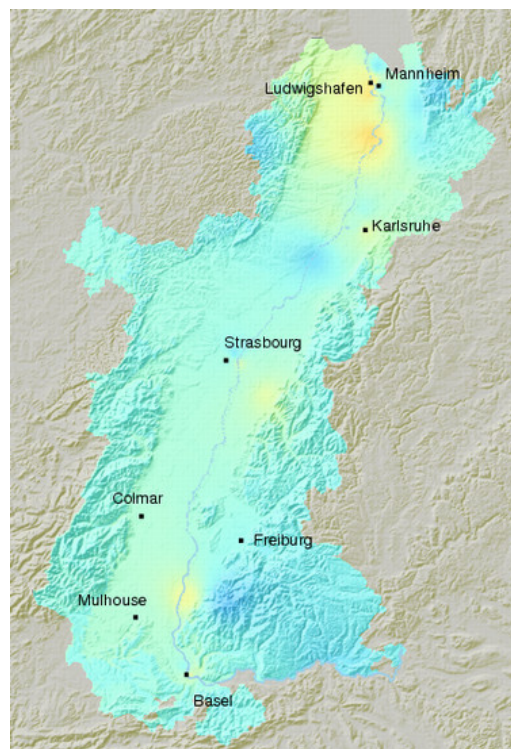 Mannheim
Ludwigshafen
Karlsruhe
Strasbourg
Colmar
Freiburg
Mulhouse
Basel